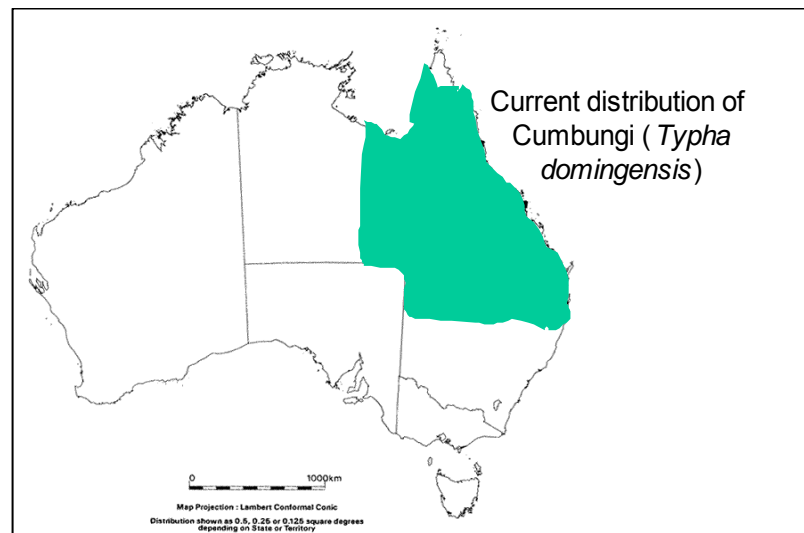 Current distribution of
Cumbungi ( Typha
domingensis)
0 1000km
Map Projection : Lambert Conformal Conic
Distribution shown as 0.5, 0.25 or 0.125 square degrees
depending on State or Territory